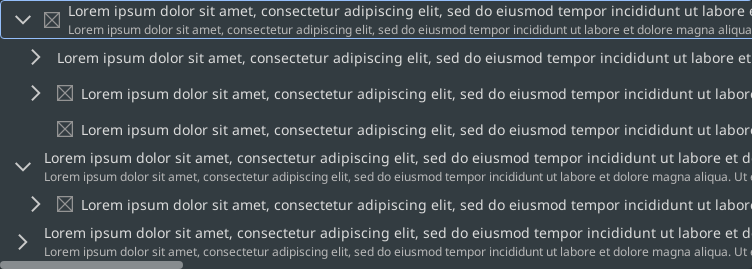 Lorem ipsum dolor sit amet, consectetur adipiscing elit, sed do eiusmod tempor incididunt ut labore e
Lorem ipsum dolor sit amet, consectetur adipiscing elit, sed do eiusmod tempor incididunt ut labore et dolore magna aliqua
Lorem ipsum dolor sit amet, consectetur adipiscing elit, sed do eiusmod tempor incididunt ut labore et
Lorem ipsum dolor sit amet, consectetur adipiscing elit, sed do eiusmod tempor incididunt ut labor
Lorem ipsum dolor sit amet, consectetur adipiscing elit, sed do eiusmod tempor incididunt ut labor
Lorem ipsum dolor sit amet, consectetur adipiscing elit, sed do eiusmod tempor incididunt ut labore et d
Lorem ipsum dolor sit amet, consectetur adipiscing elit, sed do eiusmod tempor incididunt ut labore et dolore magna aliqua. Ut
Lorem ipsum dolor sit amet, consectetur adipiscing elit, sed do eiusmod tempor incididunt ut labor
Lorem ipsum dolor sit amet, consectetur adipiscing elit, sed do eiusmod tempor incididunt ut labore et d
Lorem ipsum dolor sit amet, consectetur adipiscing elit, sed do eiusmod tempor incididunt ut labore et dolore magna aliqua. Ut